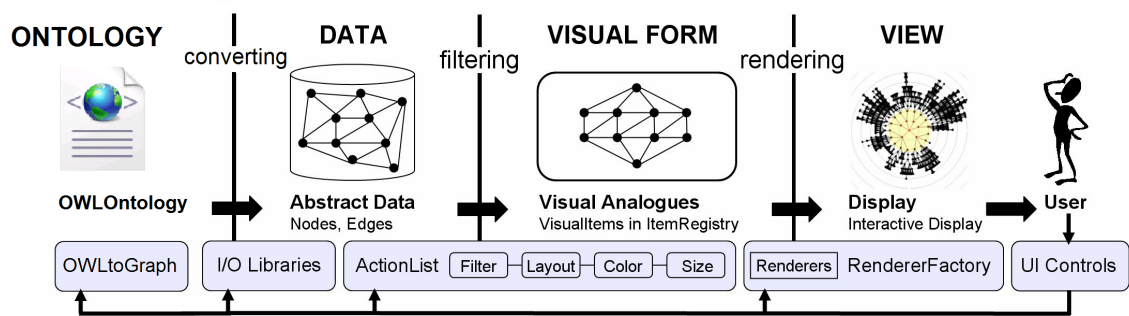 ONTOLOGY
converting
DATA
filtering
VISUAL FORM
rendering
VIEW
< >
OWLOntology
Abstract Data
Nodes, Edges
Visual Analogues
VisualItems in ItemRegistry
Display
Interactive Display
User
OWLtoGraph
I/O Libraries
ActionList
Filter
Layout
Color
Size
Renderers
RendererFactory
UI Controls